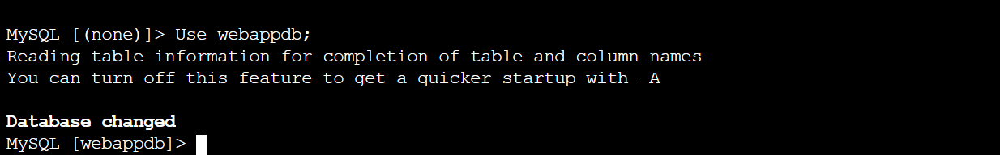 MySQL [(none)]> Use webappdb;
Reading table information for completion of table and column names
You can turn off this feature to get a quicker startup with -A
Database changed
MySQL [webappdb]>